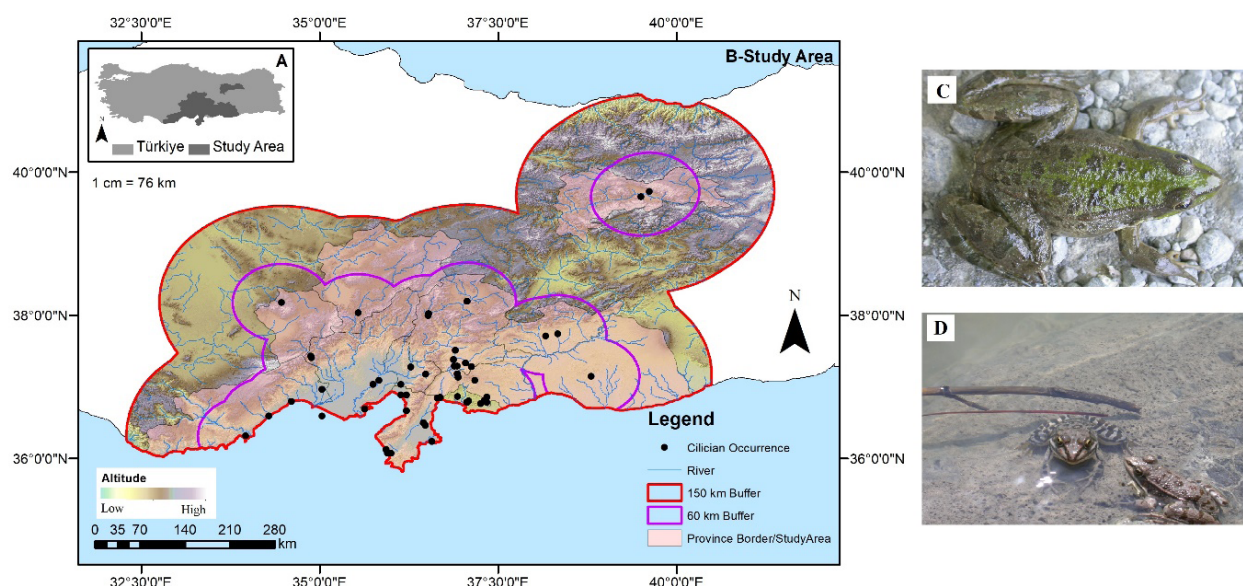 32°30'0"E 35°0'0"E 37°30'0"E 40°0'0"E
A
N
Türkiye Study Area
1 cm = 76 km
B-Study Area
40°0'0"N
38°0'0"N
36°0'0"N
40°0'0"N
38°0'0"N
36°0'0"N
N
Altitude
Low High
0 35 70 140 210 280
km
Legend
Cilician Occurrence
River
150 km Buffer
60 km Buffer
Province Border/StudyArea
32°30'0"E 35°0'0"E 37°30'0"E 40°0'0"E
C
D